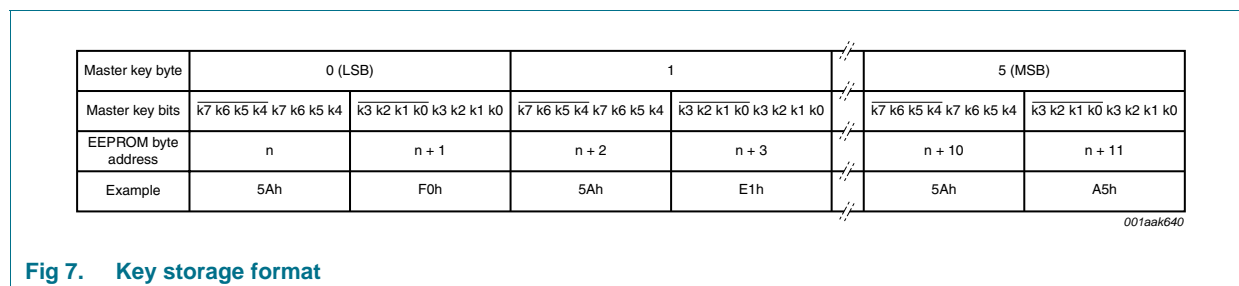 Master key byte 0 (LSB) 1 5 (MSB)
Master key bits k7 k6 k5 k4 k7 k6 k5 k4 k3 k2 k1 k0 k3 k2 k1 k0 k7 k6 k5 k4 k7 k6 k5 k4 k3 k2 k1 k0 k3 k2 k1 k0 k7 k6 k5 k4 k7 k6 k5 k4 k3 k2 k1 k0 k3 k2 k1 k0
EEPROM byte
address n n + 1 n + 2 n + 3 n + 10 n + 11
Example 5Ah F0h 5Ah E1h 5Ah A5h
001aak640
Fig 7. Key storage format